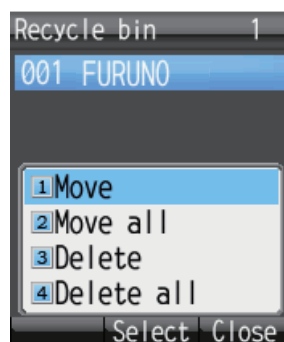 Recycle bin 1
001 FURUNO
1Move
2Move all
3Delete
4Delete all
Select Close